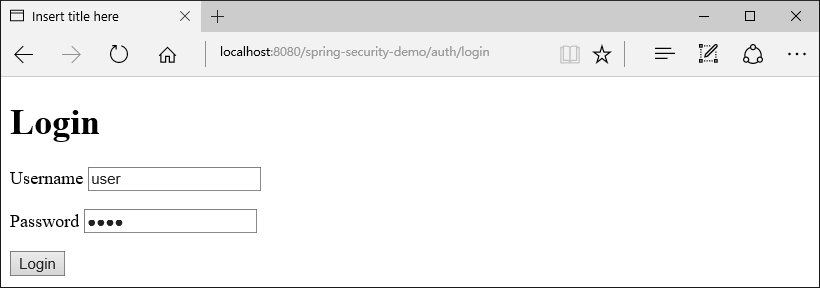 Insert title here
localhost:8080/spring-security-demo/auth/login
Login
Username user
Password ●●●●
Login